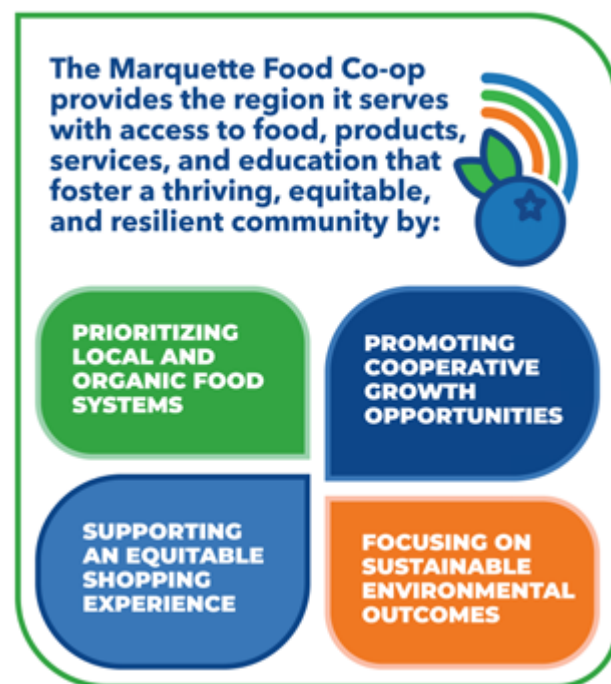 The Marquette Food Co-op
provides the region it serves
with access to food, products,
services, and education that
foster a thriving, equitable,
and resilient community by:
PRIORITIZING
LOCAL AND
ORGANIC FOOD
SYSTEMS
PROMOTING
COOPERATIVE
GROWTH
OPPORTUNITIES
SUPPORTING
AN EQUITABLE
SHOPPING
EXPERIENCE
FOCUSING ON
SUSTAINABLE
ENVIRONMENTAL
OUTCOMES